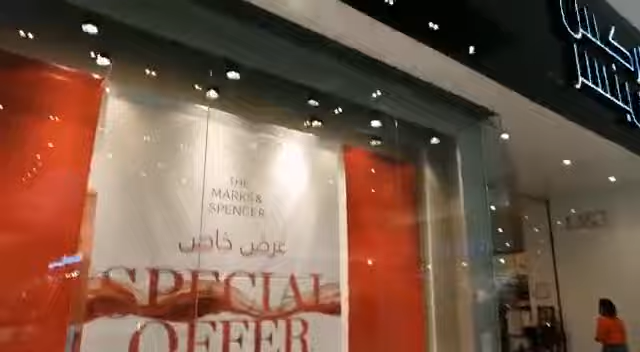 THE
MARKS &
SPENCER
عرض خاص
SPECIAL
OFFER